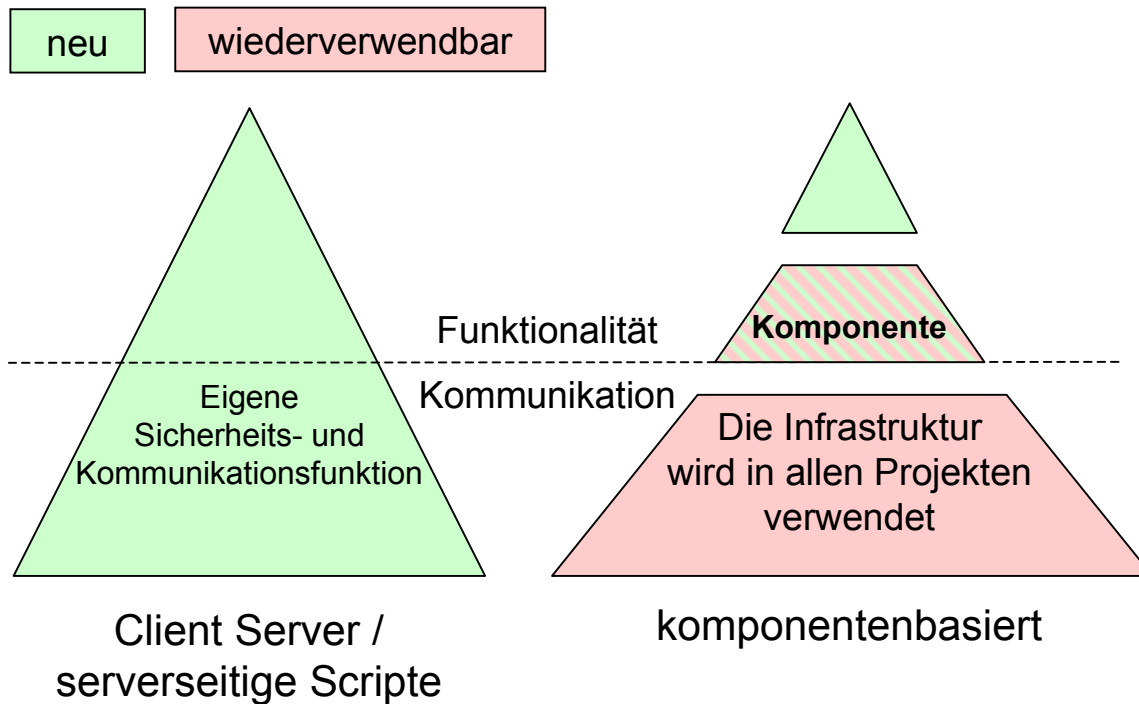 neu
wiederverwendbar
Funktionalität
Komponente
Kommunikation
Eigene
Sicherheits- und
Kommunikationsfunktion
Die Infrastruktur
wird in allen Projekten
verwendet
Client Server /
serverseitige Scripte
komponentenbasiert